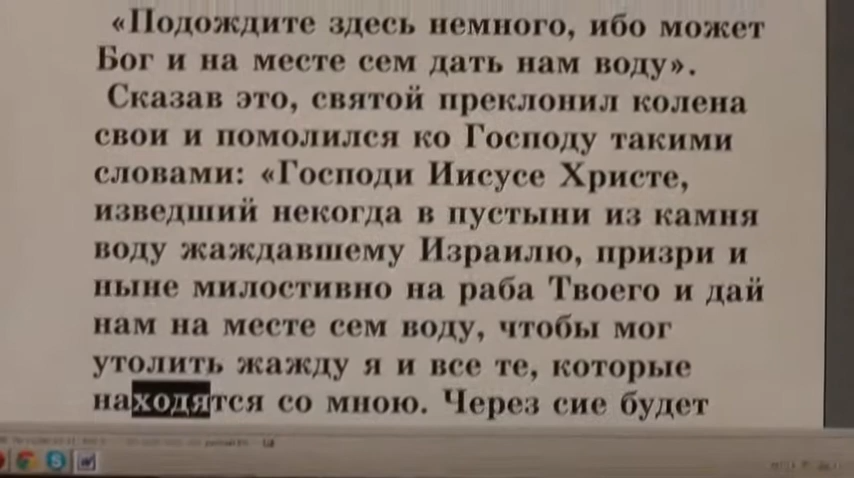 «Подождите здесь немного, ибо может
Бог и на месте сем дать нам воду».
Сказав это, святой преклонил колена
свои и помолился ко Господу такими
словами: «Господи Иисусе Христе,
изведший некогда в пустыни из камня
воду жаждавшему Израилю, призри и
ныне милостивно на раба Твоего и дай
нам на месте сем воду, чтобы мог
утолить жажду я и все те, которые
находятся со мною. Через сие будет